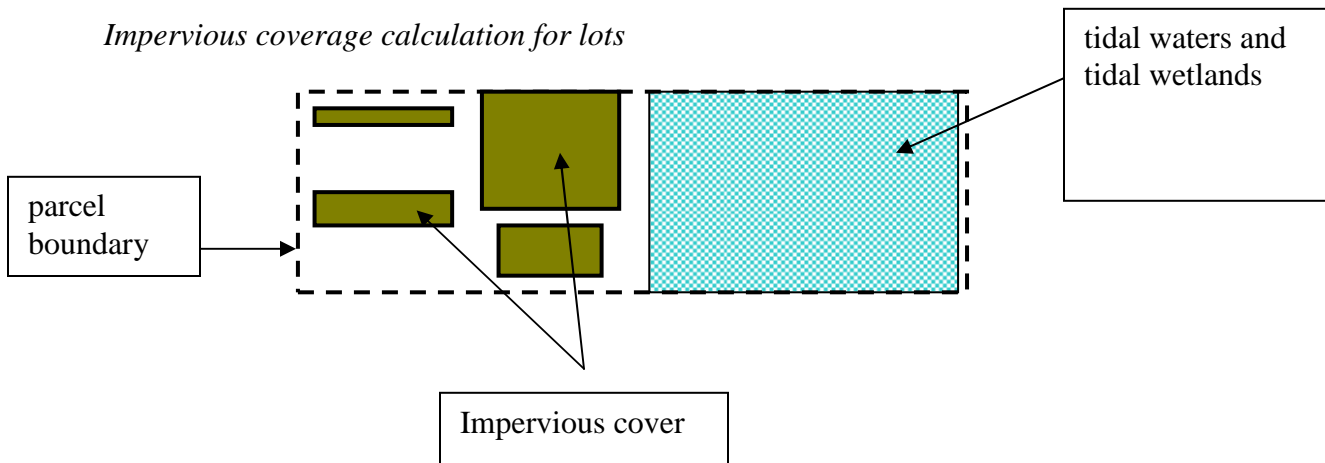 Impervious coverage calculation for lots
tidal waters and
tidal wetlands
parcel
boundary
Impervious cover